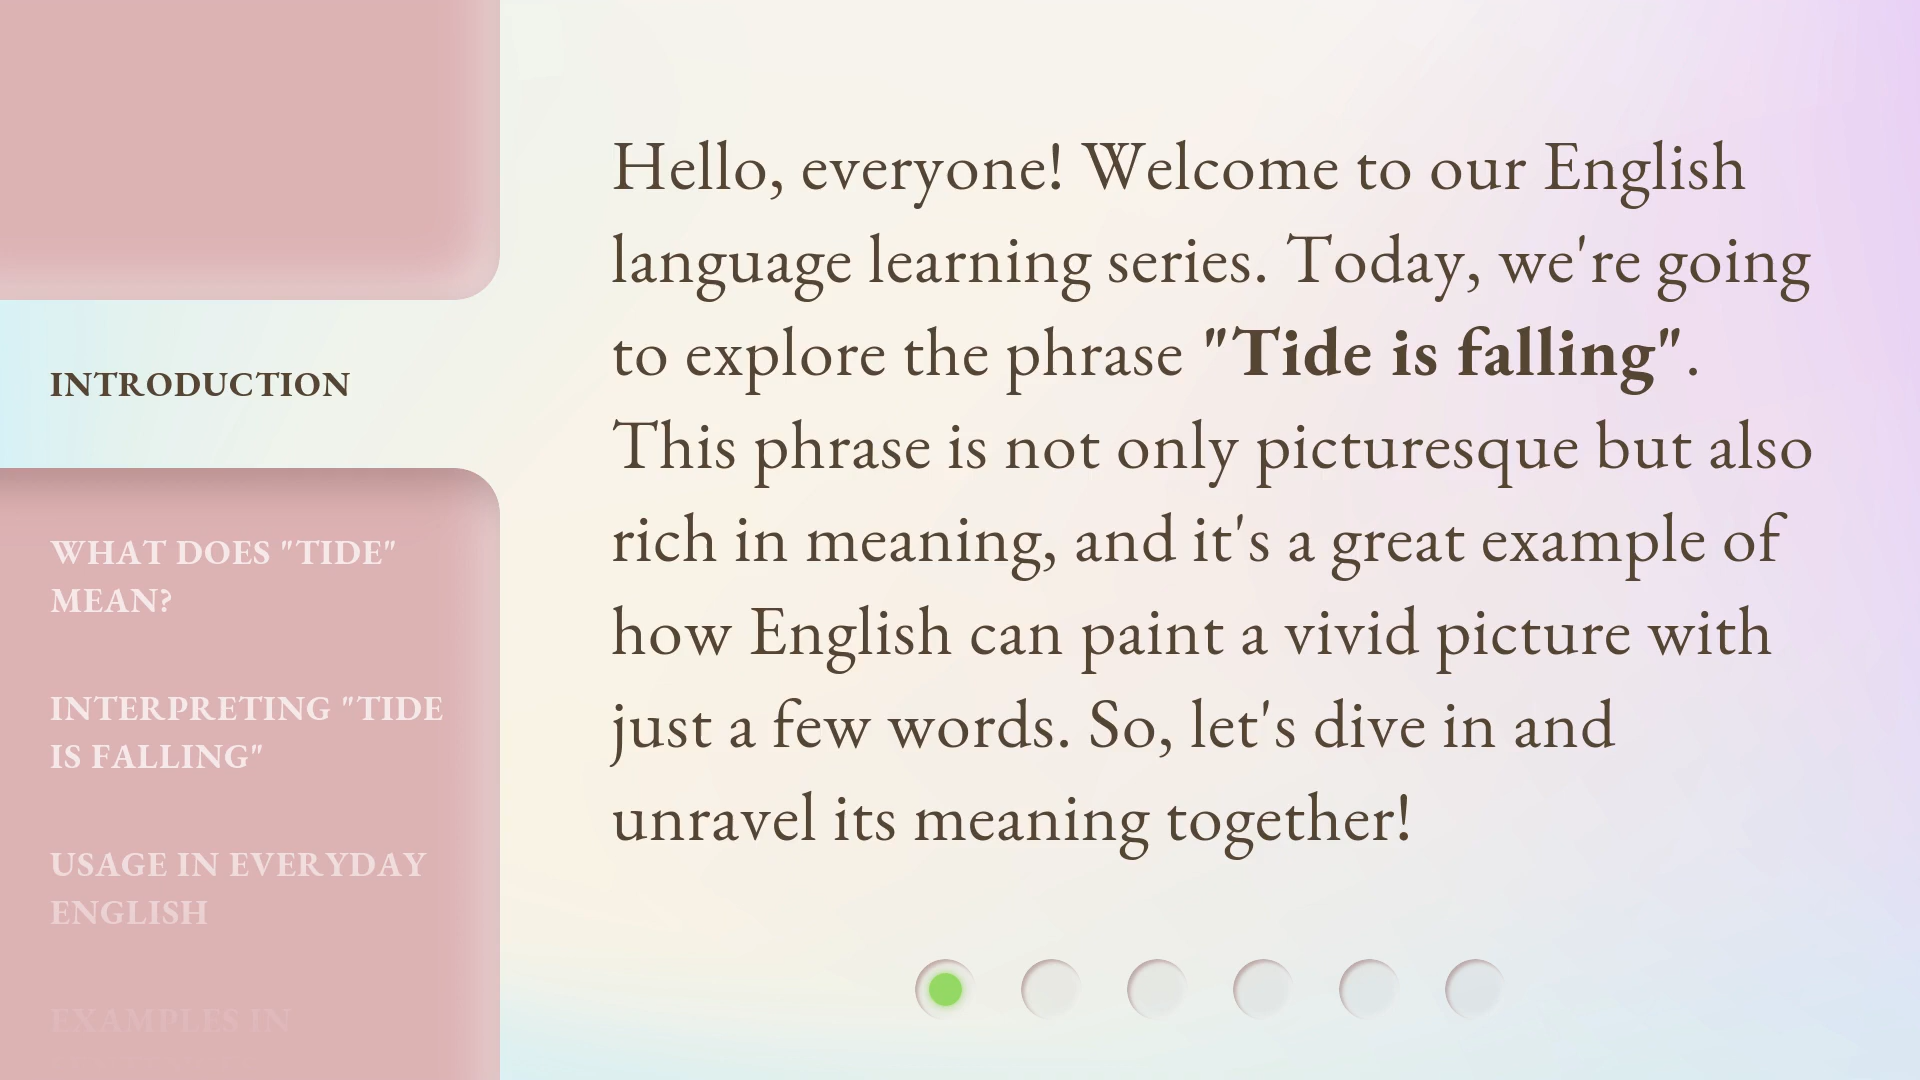 INTRODUCTION
WHAT DOES "TIDE"
MEAN?
INTERPRETING "TIDE
IS FALLING"
USAGE IN EVERYDAY
ENGLISH
EXAMPLES IN
Hello, everyone! Welcome to our English
language learning series. Today, we're going
to explore the phrase "Tide is falling".
This phrase is not only picturesque but also
rich in meaning, and it's a great example of
how English can paint a vivid picture with
just a few words. So, let's dive in and
unravel its meaning together!